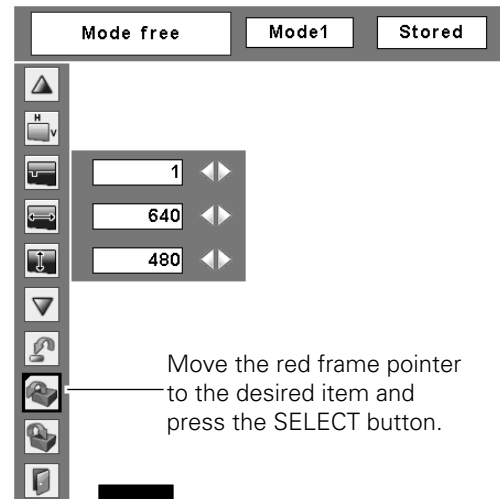 Mode free
Mode1
Stored
H
V
1
640
480
Move the red frame pointer
to the desired item and
press the SELECT button.